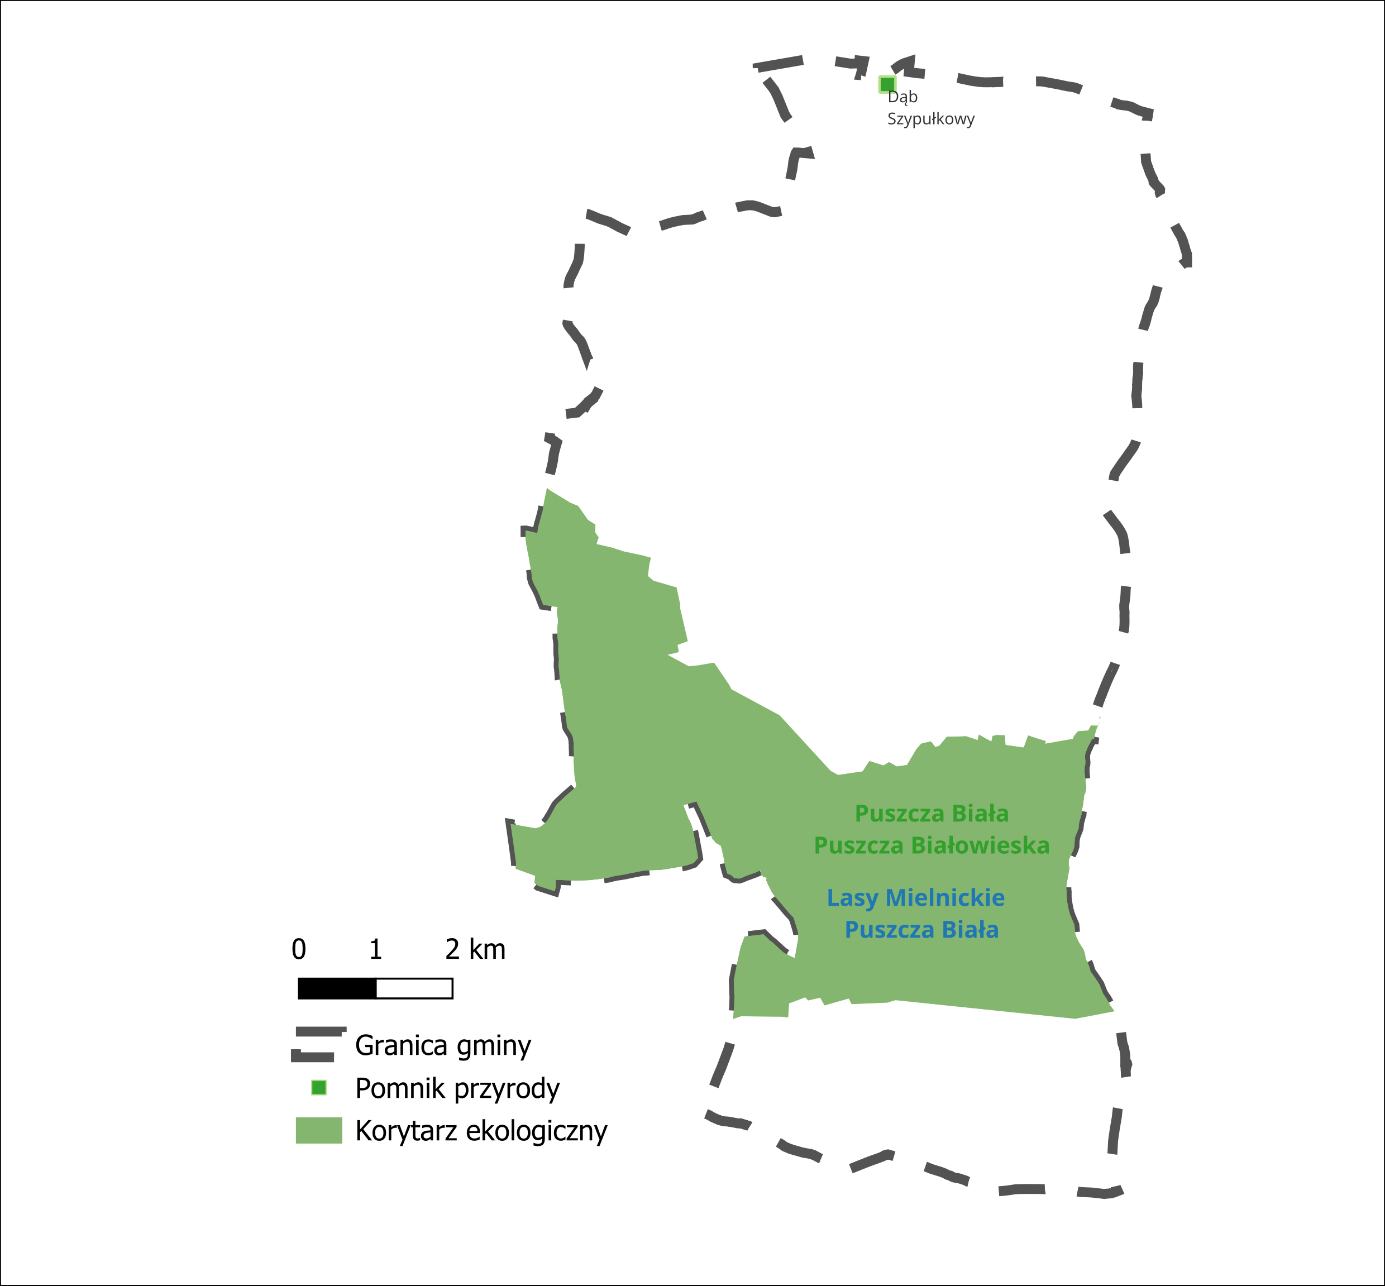 Dąb
Szypułkowy
Puszcza Biała
Puszcza Białowieska
Lasy Mielnickie
Puszcza Biała
0 1 2 km
Granica gminy
Pomnik przyrody
Korytarz ekologiczny